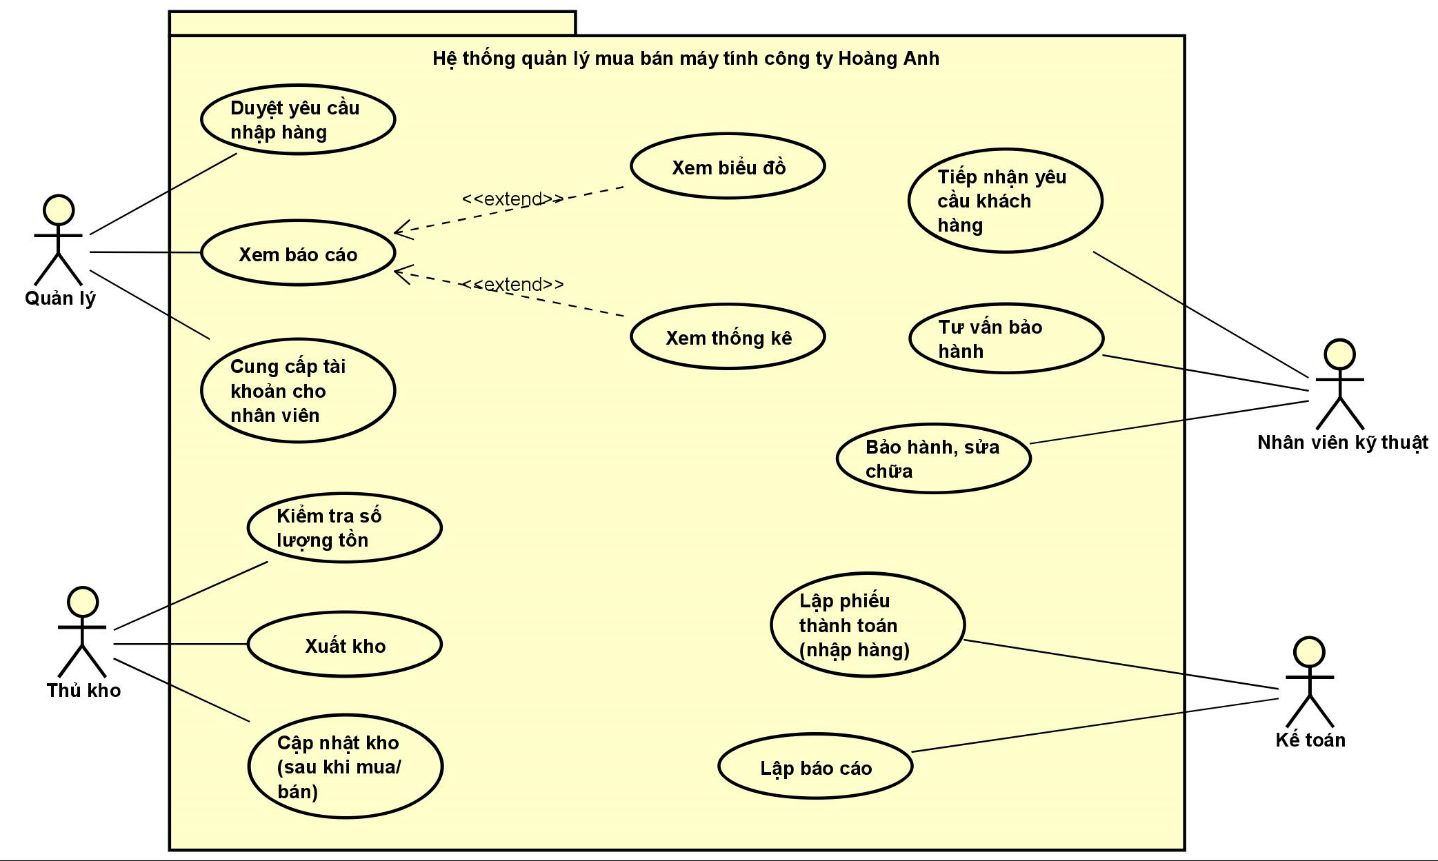 Hệ thống quản lý mua bán máy tính công ty Hoàng Anh
Duyệt yêu cầu
nhập hàng
Xem biểu đồ
Tiếp nhận yêu
cầu khách
hàng
<<extend>>
Xem báo cáo
Quản lý
<<extend>>
Xem thống kê
Tư vấn bảo
hành
Cung cấp tài
khoản cho
nhân viên
Nhân viên kỹ thuật
Bảo hành, sửa
chữa
Kiểm tra số
lượng tồn
Lập phiếu
thành toán
(nhập hàng)
Xuất kho
Thủ kho
Kế toán
Cập nhật kho
(sau khi mua/
bán)
Lập báo cáo